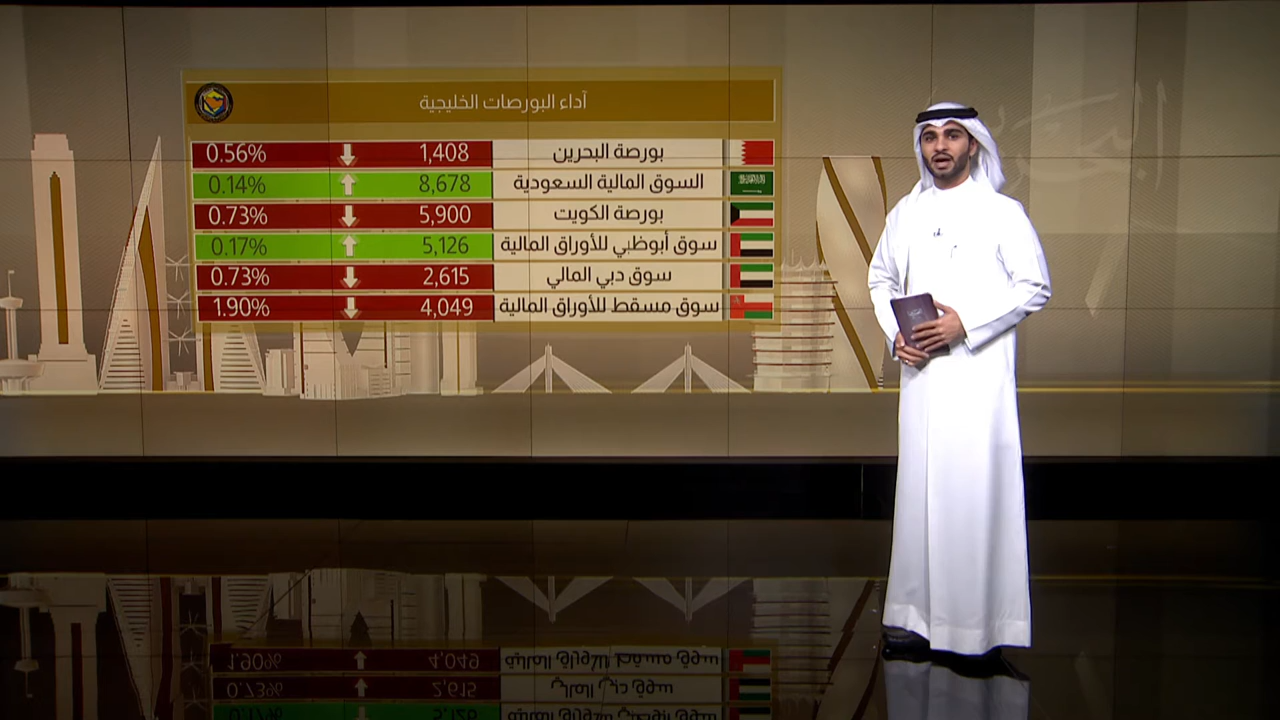 آداء البورصات الخليجية
بورصة البحرين 1,408 0.56%
السوق المالية السعودية 8,678 0.14%
بورصة الكويت 5,900 0.73%
سوق أبوظبي للأوراق المالية 5,126 0.17%
سوق دبي المالي 2,615 0.73%
سوق مسقط للأوراق المالية 4,049 1.90%